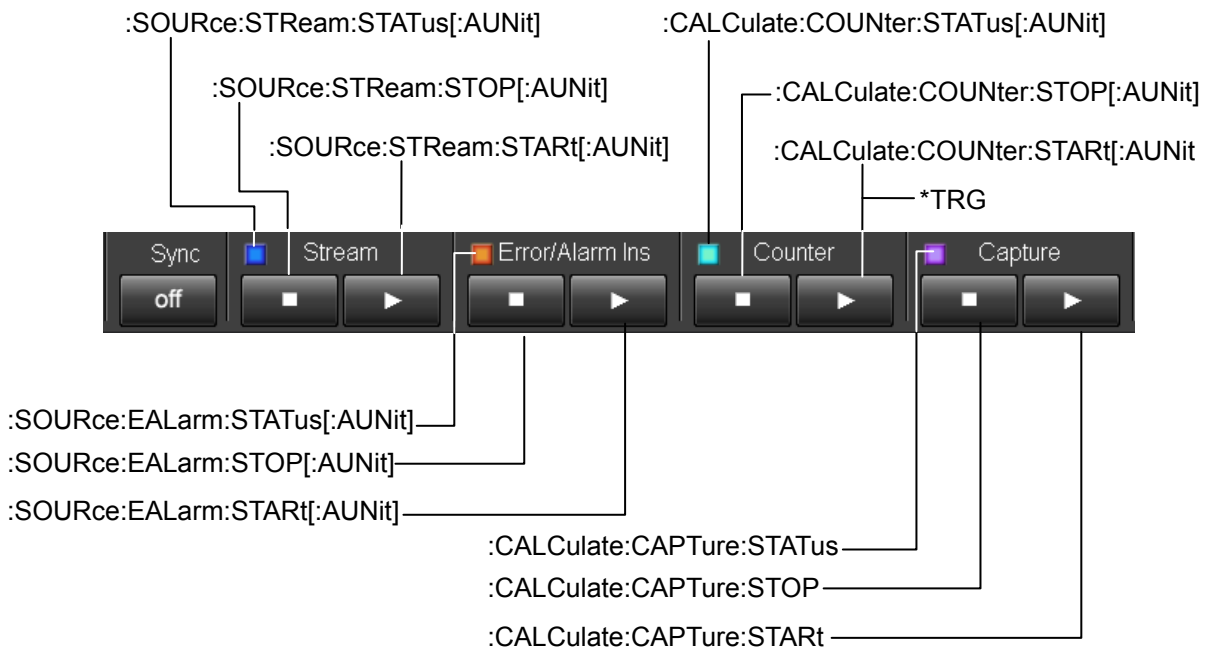 :SOURce:STReam:STATus[:AUNit]
:CALCulate:COUNter:STATus[:AUNit]
:SOURce:STReam:STOP[:AUNit]
:CALCulate:COUNter:STOP[:AUNit]
:SOURce:STReam:STARt[:AUNit]
:CALCulate:COUNter:STARt[:AUNit
*TRG
Sync
Stream
Error/Alarm Ins
Counter
Capture
off
:SOURce:EALarm:STATus[:AUNit]
:SOURce:EALarm:STOP[:AUNit]
:SOURce:EALarm:STARt[:AUNit]
:CALCulate:CAPTure:STATus
:CALCulate:CAPTure:STOP
:CALCulate:CAPTure:STARt